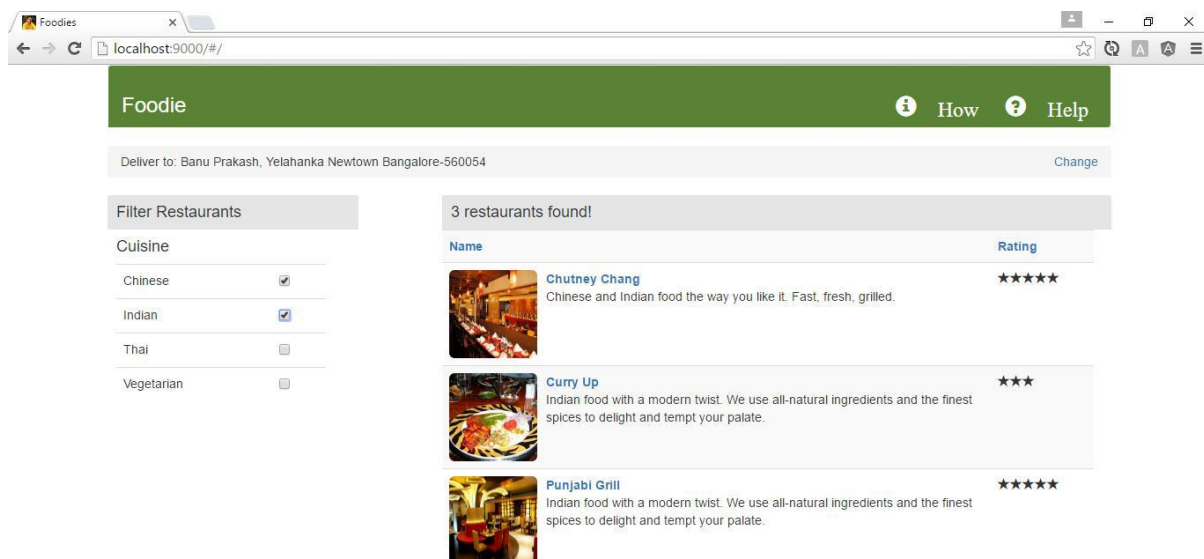 Foodies
localhost:9000/#/
Foodie
How
Help
Deliver to: Banu Prakash, Yelahanka Newtown Bangalore-560054
Change
Filter Restaurants
Cuisine
Chinese
Indian
Thai
Vegetarian
3 restaurants found!
Name
Rating
Chutney Chang
Chinese and Indian food the way you like it. Fast, fresh, grilled.
Curry Up
Indian food with a modern twist. We use all-natural ingredients and the finest
spices to delight and tempt your palate.
Punjabi Grill
Indian food with a modern twist. We use all-natural ingredients and the finest
spices to delight and tempt your palate.